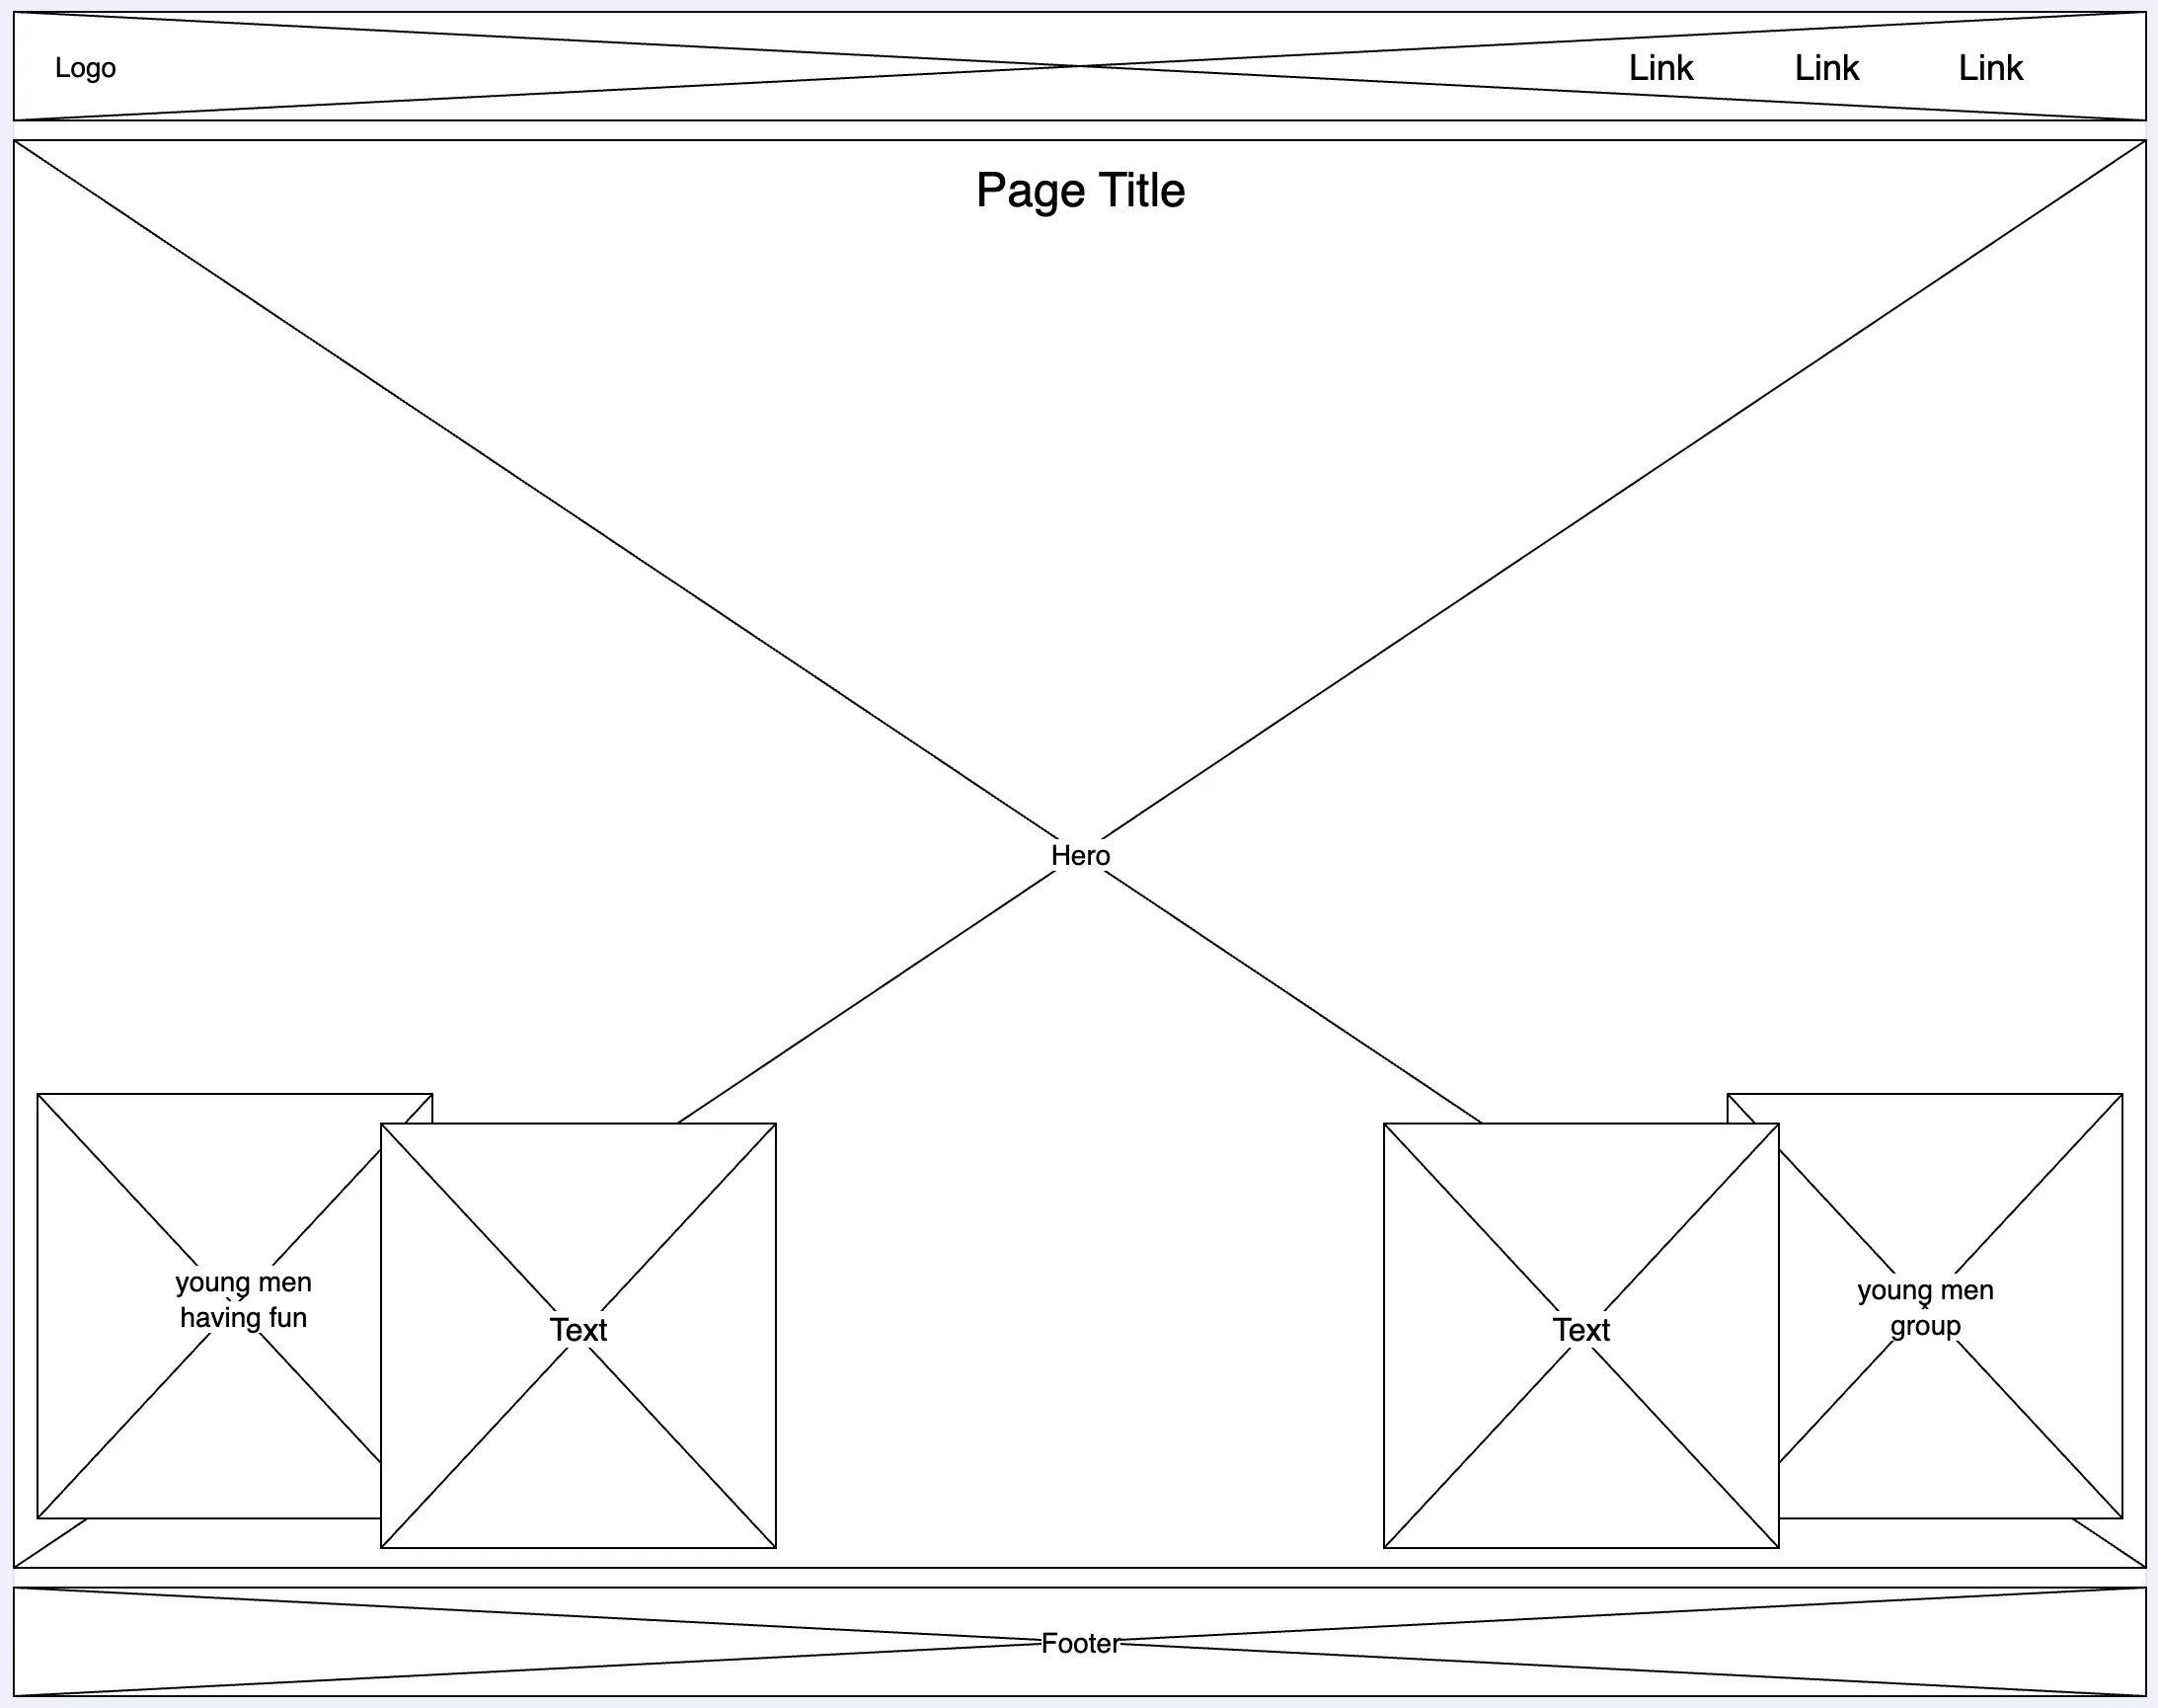 Logo
Link Link Link
Page Title
Hero
young men
having fun
Text
Text
young men
group
Footer